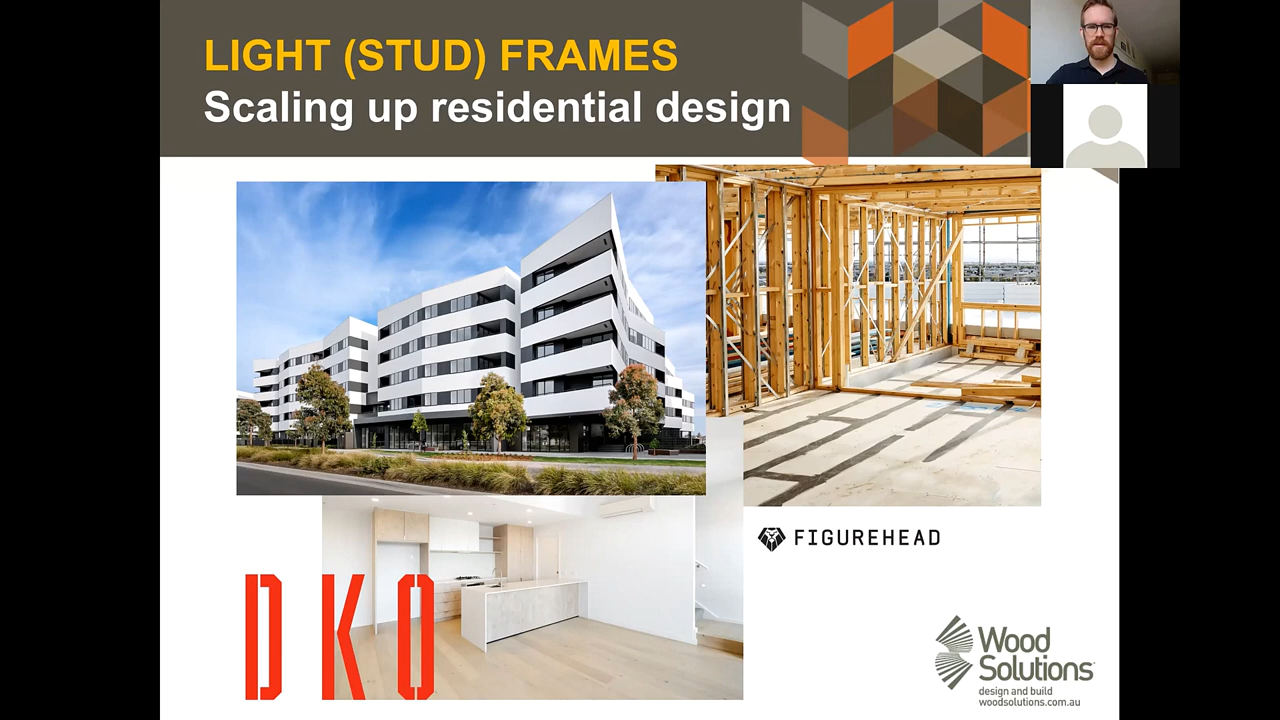 LIGHT (STUD) FRAMES
Scaling up residential design
FIGUREHEAD
DKO
Wood
Solutions
design and build
woodsolutions.com.au